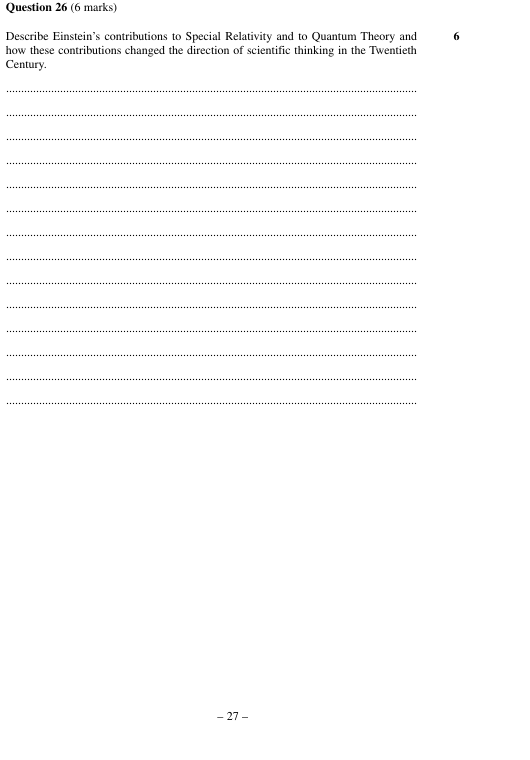 Question 26 (6 marks)
Describe Einstein's contributions to Special Relativity and to Quantum Theory and 6
how these contributions changed the direction of scientific thinking in the Twentieth
Century.
– 27 –